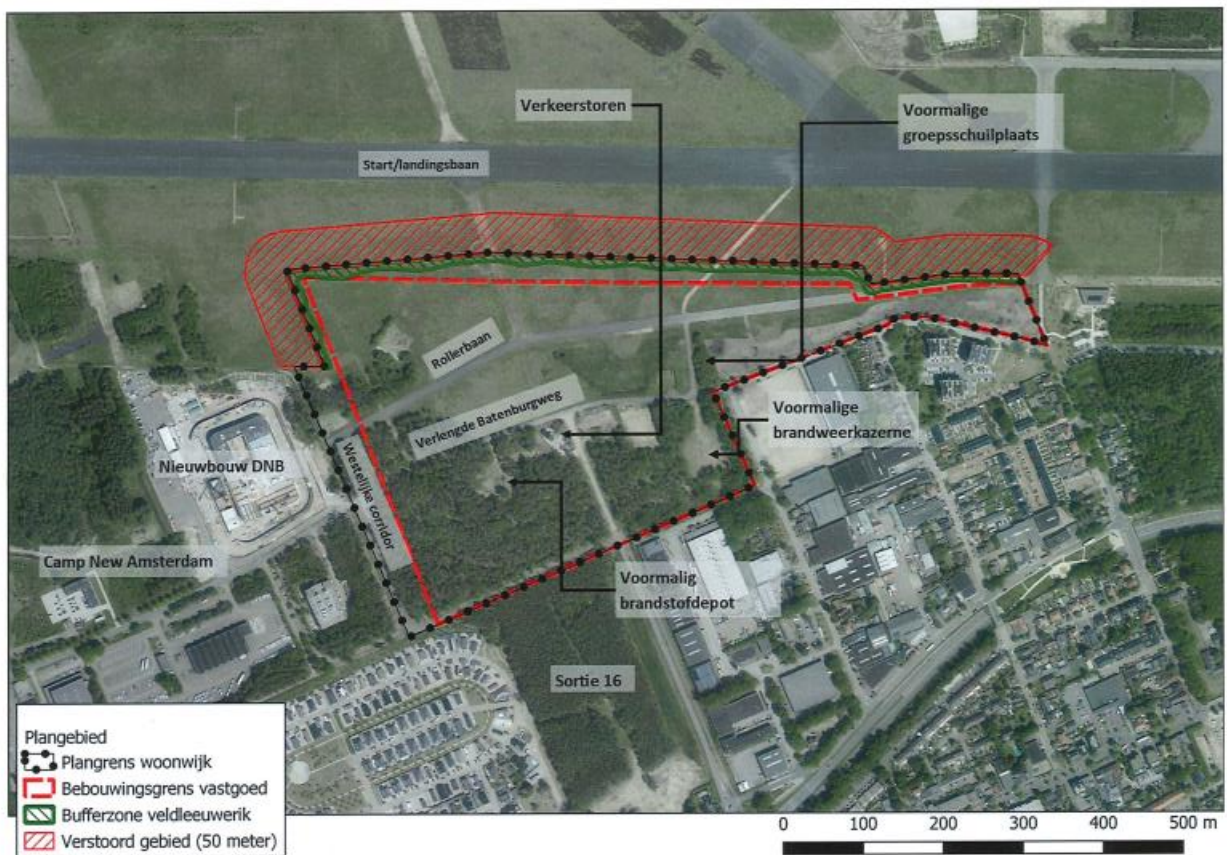 Verkeerstoren
Voormalige
groepsschuilplaats
Start/landingsbaan
Rollerbaan
Verlengde Batenburgweg
Voormalige
brandweerkazerne
Nieuwbouw DNB
Westelijke corridor
Camp New Amsterdam
Voormalig
brandstofdepot
Sortie 16
Plangebied
Plangrens woonwijk
Bebouwingsgrens vastgoed
Bufferzone veldleeuwerik
Verstoord gebied (50 meter)
0 100 200 300 400 500 m